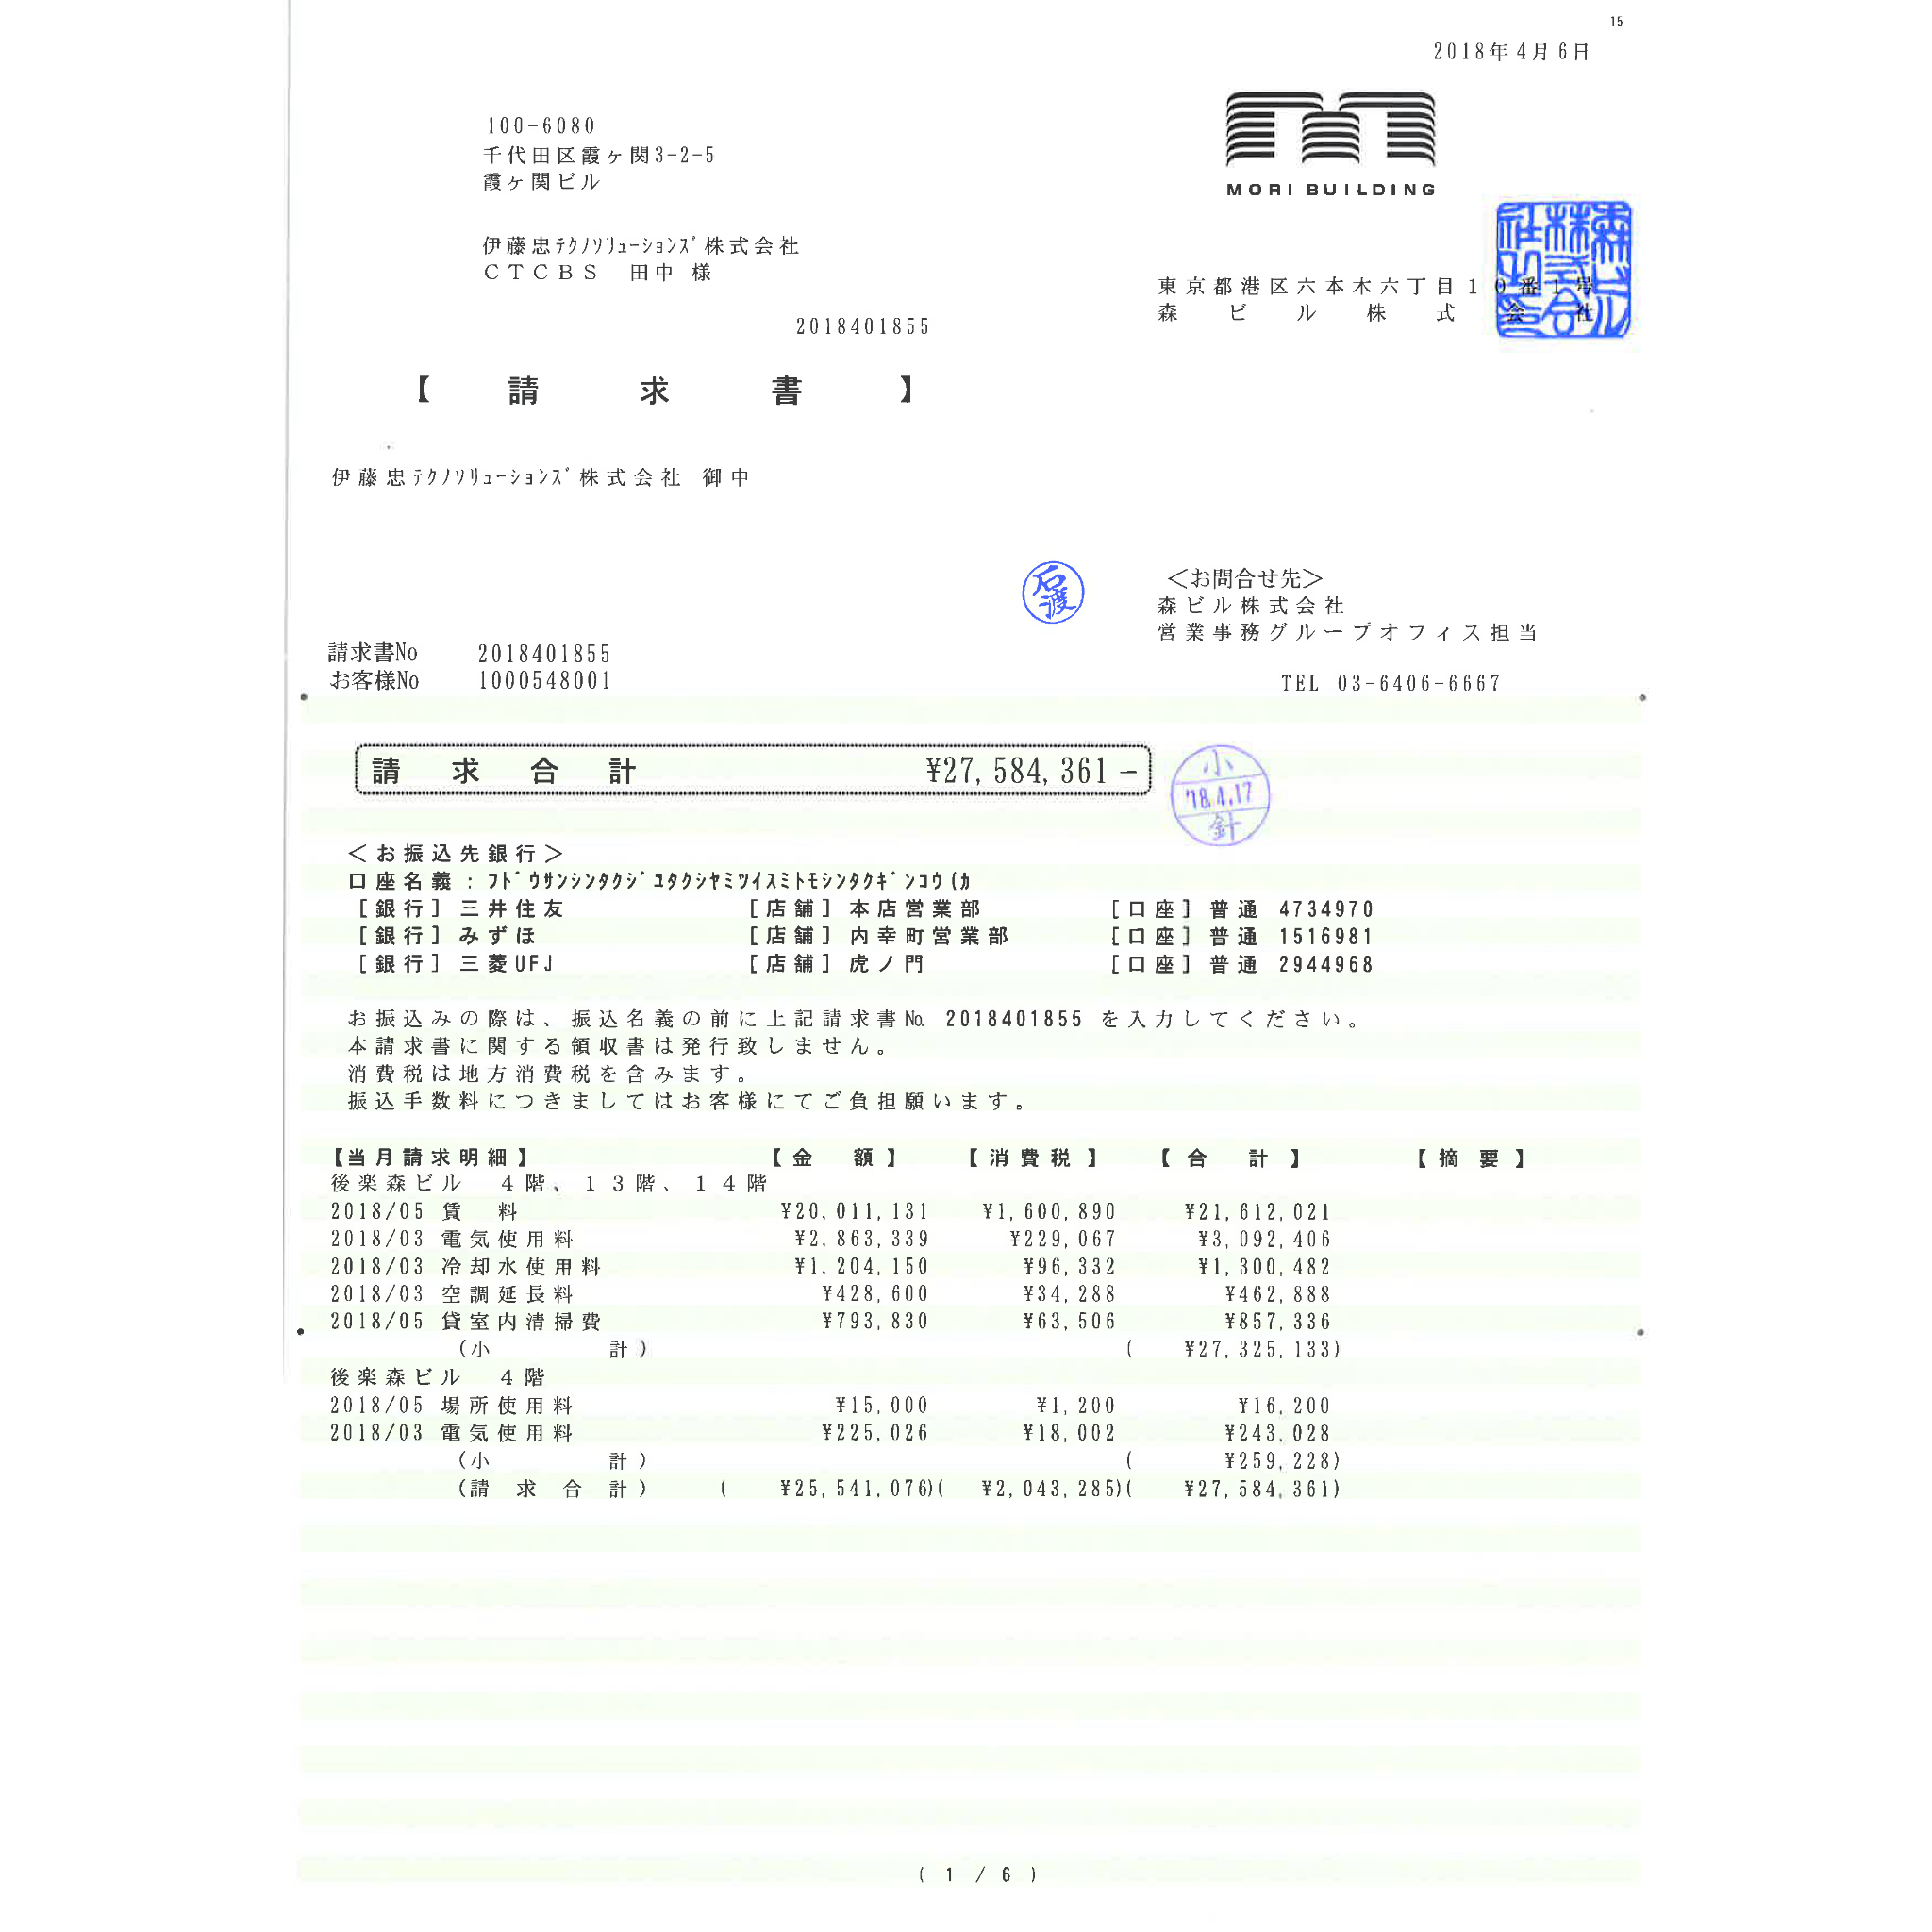 15
2018年4月6日
MORI BUILDING
100-6080
千代田区霞ヶ関3-2-5
霞ヶ関ビル
伊藤忠ﾃｸﾉｿﾘｭｰｼｮﾝｽﾞ株式会社
ＣＴＣＢＳ 田中 様
東京都港区六本木六丁目１０番１号
森ビル株式会社
2018401855
【 請 求 書 】
伊藤忠ﾃｸﾉｿﾘｭｰｼｮﾝｽﾞ株式会社 御中
石渡
＜お問合せ先＞
森ビル株式会社
営業事務グループオフィス担当
TEL 03-6406-6667
請求書No 2018401855
お客様No 1000548001
請 求 合 計 ¥27,584,361－
小
'18.4.17
針
＜お振込先銀行＞
口座名義：ﾌﾄﾞｳｻﾝｼﾝﾀｸｼﾞﾕﾀｸｼﾔﾐﾂｲｽﾐﾄﾓｼﾝﾀｸｷﾞﾝｺｳ(ｶ
［銀行］三井住友 ［店舗］本店営業部 ［口座］普通 4734970
［銀行］みずほ ［店舗］内幸町営業部 ［口座］普通 1516981
［銀行］三菱UFJ ［店舗］虎ノ門 ［口座］普通 2944968
お振込みの際は、振込名義の前に上記請求書№ 2018401855 を入力してください。
本請求書に関する領収書は発行致しません。
消費税は地方消費税を含みます。
振込手数料につきましてはお客様にてご負担願います。
【当月請求明細】 【金 額】 【消費税】 【合 計】 【摘 要】
後楽森ビル ４階、１３階、１４階
2018/05 賃 料 ¥20,011,131 ¥1,600,890 ¥21,612,021
2018/03 電気使用料 ¥2,863,339 ¥229,067 ¥3,092,406
2018/03 冷却水使用料 ¥1,204,150 ¥96,332 ¥1,300,482
2018/03 空調延長料 ¥428,600 ¥34,288 ¥462,888
2018/05 貸室内清掃費 ¥793,830 ¥63,506 ¥857,336
（小 計） ( ¥27,325,133)
後楽森ビル ４階
2018/05 場所使用料 ¥15,000 ¥1,200 ¥16,200
2018/03 電気使用料 ¥225,026 ¥18,002 ¥243,028
（小 計） ( ¥259,228)
（請 求 合 計） ( ¥25,541,076)( ¥2,043,285)( ¥27,584,361)
( 1 / 6 )